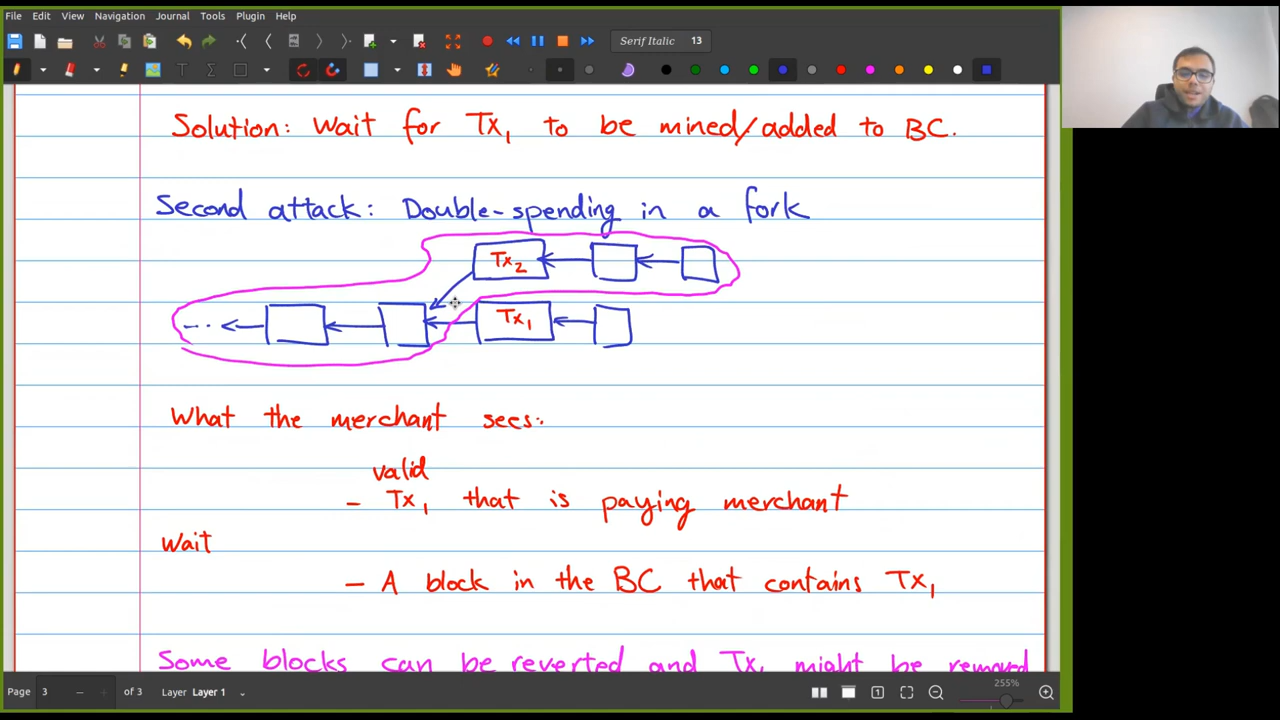 File Edit View Navigation Journal Tools Plugin Help
Serif Italic 13
Solution: Wait for Tx1 to be mined/added to BC.
Second attack: Double-spending in a fork
Tx2
... Tx1
What the merchant sees:
valid
- Tx1 that is paying merchant
Wait
- A block in the BC that contains Tx1
Some blocks can be reverted and Tx1 might be removed
Page 3 of 3 Layer Layer 1 255%